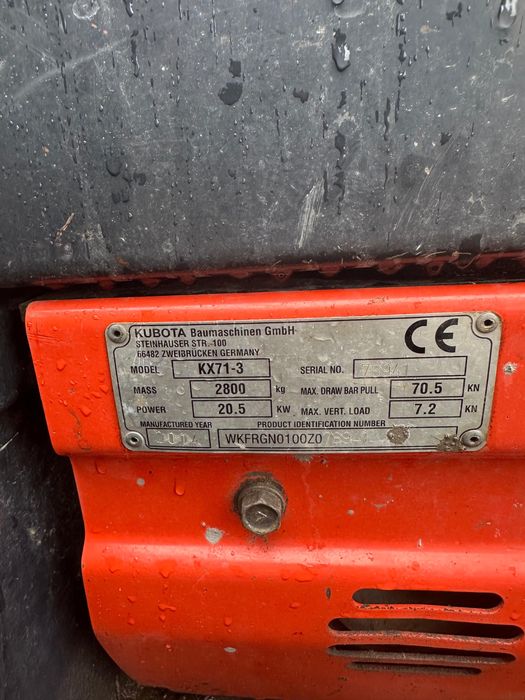 KUBOTA Baumaschinen GmbH
STEINHAUSER STR. 100
66482 ZWEIBRÜCKEN GERMANY
CE
MODEL KX71-3 SERIAL NO.
MASS 2800 kg MAX. DRAW BAR PULL 70.5 KN
POWER 20.5 KW MAX. VERT. LOAD 7.2 KN
MANUFACTURED YEAR PRODUCT IDENTIFICATION NUMBER
WKFRGN0100Z0